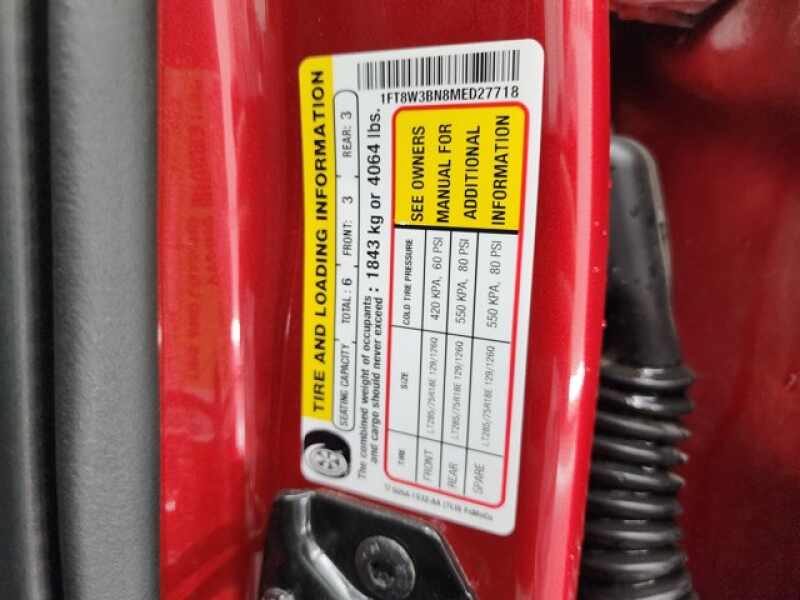 1FT8W3BN8MED27718
TIRE AND LOADING INFORMATION
SEATING CAPACITY TOTAL: 6 FRONT: 3 REAR: 3
The combined weight of occupants
and cargo should never exceed : 1843 kg or 4064 lbs.
TIRE SIZE COLD TIRE PRESSURE
FRONT LT285/75R18E 129/126Q 420 KPA, 60 PSI
REAR LT285/75R18E 129/126Q 550 KPA, 80 PSI
SPARE LT285/75R18E 129/126Q 550 KPA, 80 PSI
SEE OWNERS
MANUAL FOR
ADDITIONAL
INFORMATION